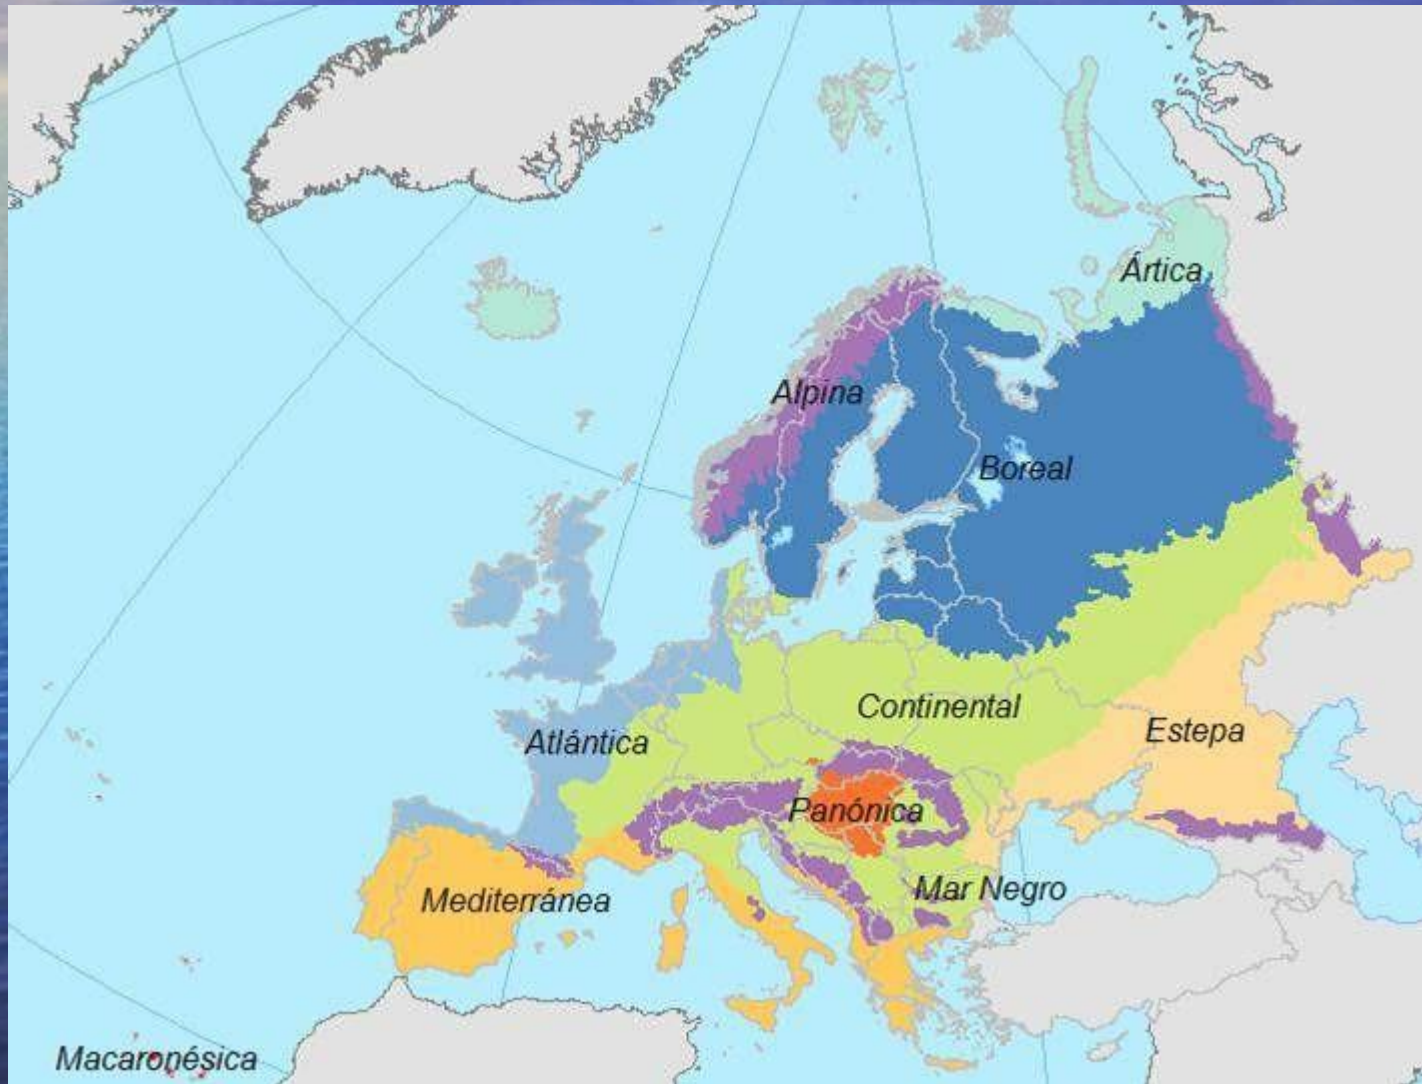 Ártica
Alpina
Boreal
Continental
Atlántica
Estepa
Panónica
Mar Negro
Mediterránea
Macaronésica